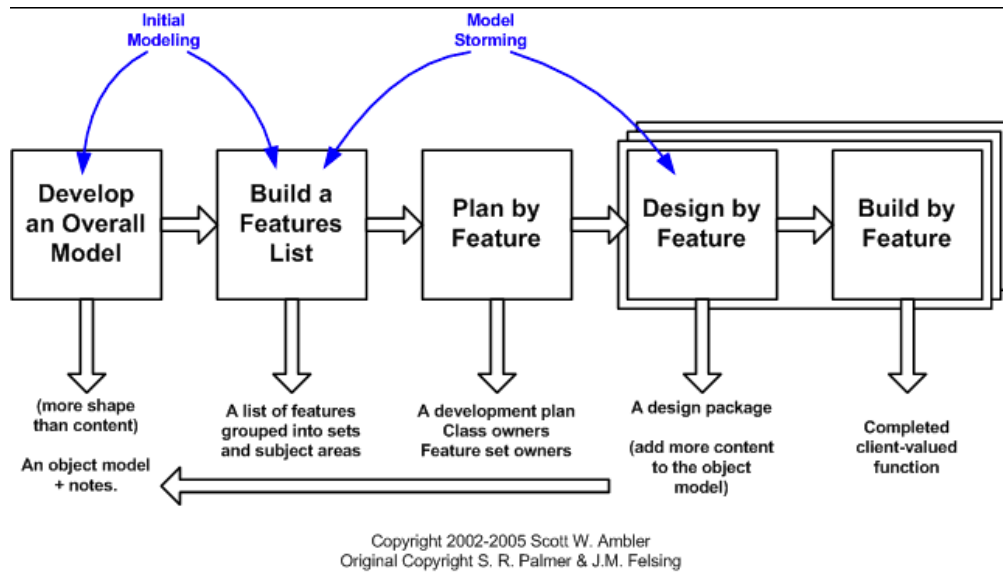 Initial
Modeling
Model
Storming
Develop
an Overall
Model
Build a
Features
List
Plan by
Feature
Design by
Feature
Build by
Feature
(more shape
than content)
An object model
+ notes.
A list of features
grouped into sets
and subject areas
A development plan
Class owners
Feature set owners
A design package
(add more content
to the object
model)
Completed
client-valued
function
Copyright 2002-2005 Scott W. Ambler
Original Copyright S. R. Palmer & J.M. Felsing